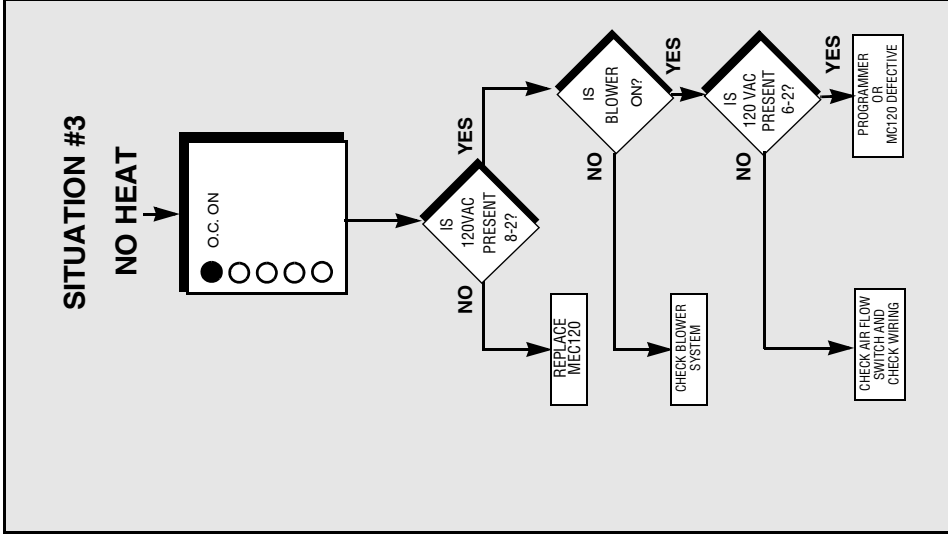 SITUATION #3
NO HEAT
O.C. ON
IS
120VAC
PRESENT
8-2?
NO
YES
REPLACE
MEC120
IS
BLOWER
ON?
NO
YES
CHECK BLOWER
SYSTEM
IS
120 VAC
PRESENT
6-2?
NO
YES
CHECK AIR FLOW
SWITCH AND
CHECK WIRING
PROGRAMMER
OR
MC120 DEFECTIVE